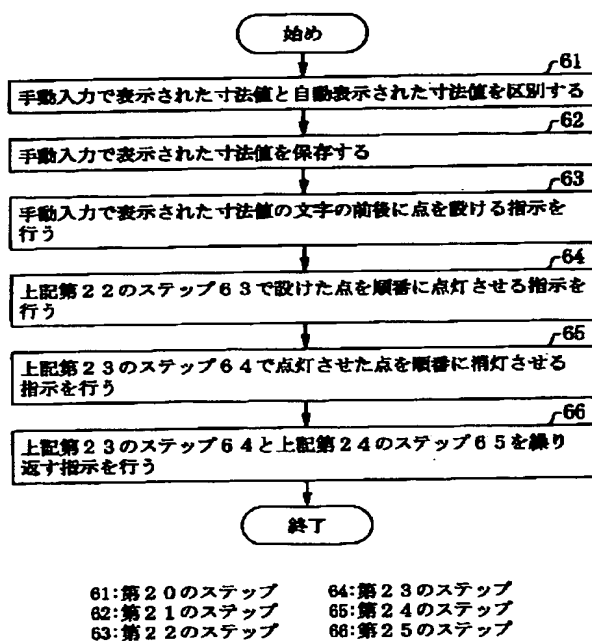 始め
61
手動入力で表示された寸法値と自動表示された寸法値を区別する
62
手動入力で表示された寸法値を保存する
63
手動入力で表示された寸法値の文字の前後に点を設ける指示を
行う
64
上記第22のステップ63で設けた点を順番に点灯させる指示を
行う
65
上記第23のステップ64で点灯させた点を順番に消灯させる
指示を行う
66
上記第23のステップ64と上記第24のステップ65を繰り
返す指示を行う
終了
61:第20のステップ 64:第23のステップ
62:第21のステップ 65:第24のステップ
63:第22のステップ 66:第25のステップ